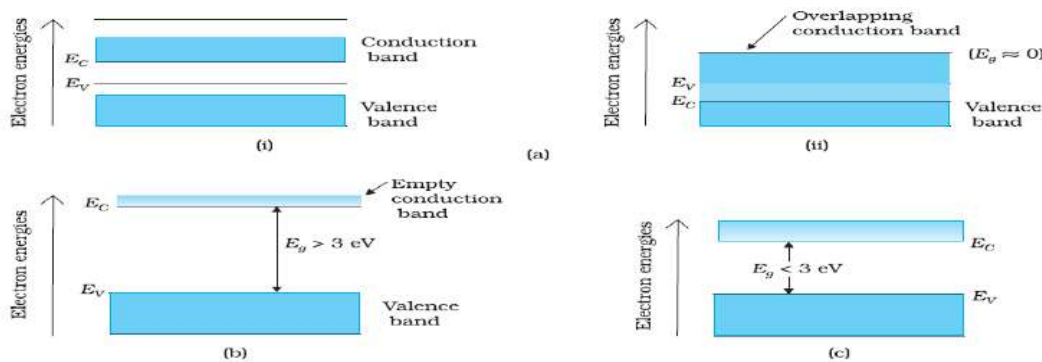 Electron energies
E_C
E_V
Conduction
band
Valence
band
(i)
Electron energies
Overlapping
conduction band
(E_g ≈ 0)
E_V
E_C
Valence
band
(ii)
(a)
Electron energies
E_C
E_V
Empty
conduction
band
E_g > 3 eV
Valence
band
(b)
Electron energies
E_C
E_g < 3 eV
E_V
(c)